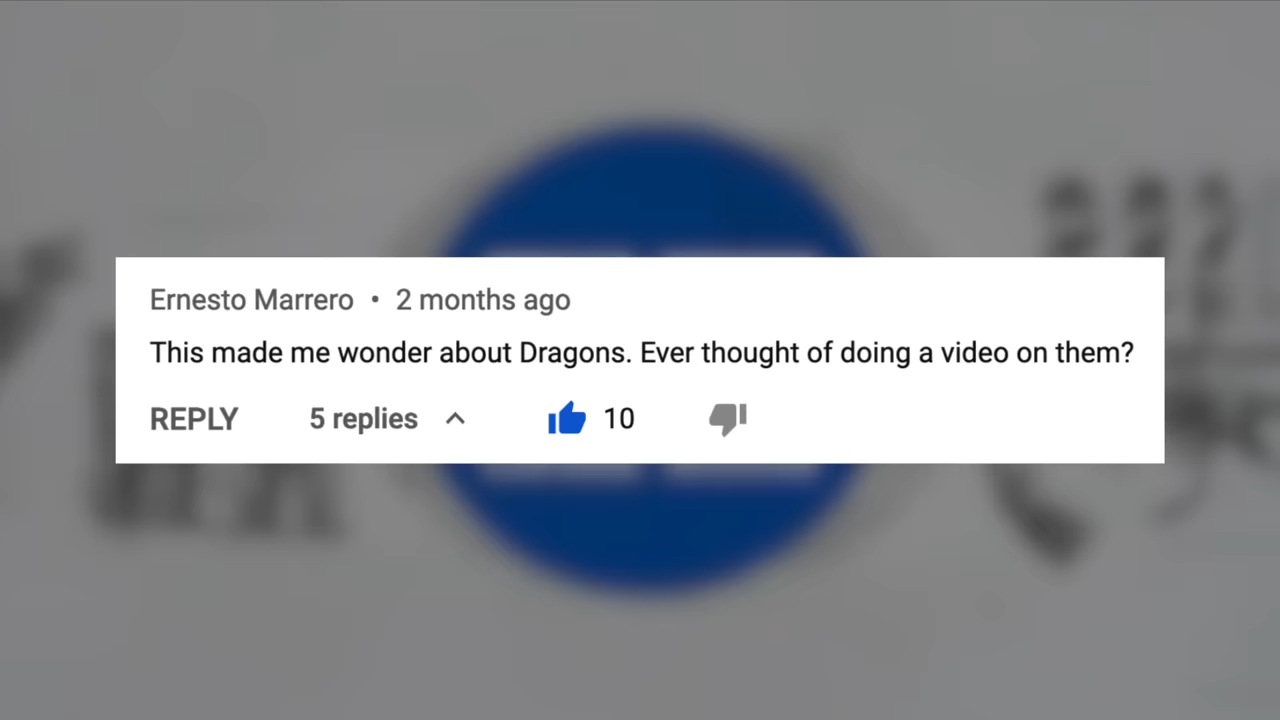 Ernesto Marrero • 2 months ago
This made me wonder about Dragons. Ever thought of doing a video on them?
REPLY 5 replies 10